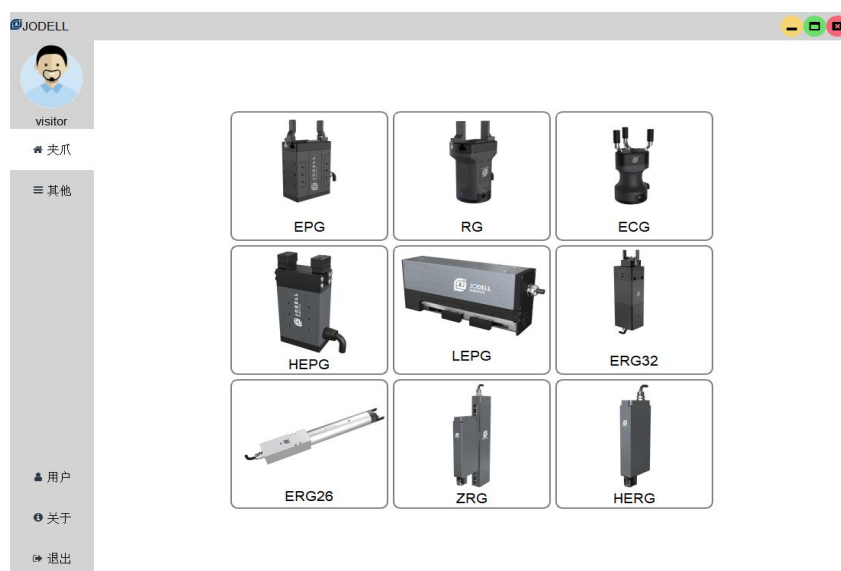 JODELL
visitor
夹爪
其他
用户
关于
退出
EPG
RG
ECG
HEPG
JODELL
LEPG
ERG32
ERG26
ZRG
HERG